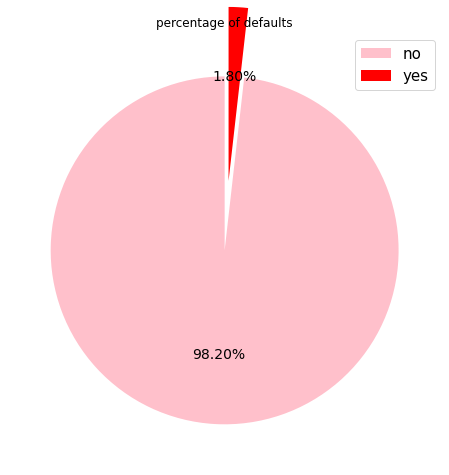 percentage of defaults
no
yes
1.80%
98.20%